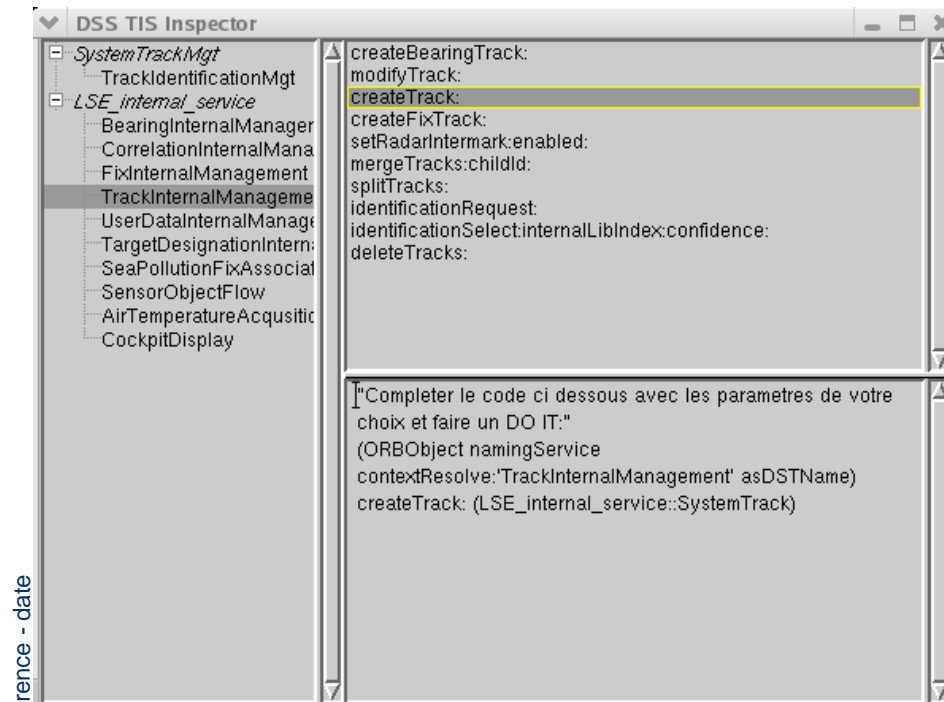 DSS TIS Inspector
SystemTrackMgt
TrackIdentificationMgt
LSE_internal_service
BearingInternalManager
CorrelationInternalMana
FixInternalManagement
TrackInternalManageme
UserDataInternalManage
TargetDesignationInterna
SeaPollutionFixAssociat
SensorObjectFlow
AirTemperatureAcqusitio
CockpitDisplay
createBearingTrack:
modifyTrack:
createTrack:
createFixTrack:
setRadarIntermark:enabled:
mergeTracks:childId:
splitTracks:
identificationRequest:
identificationSelect:internalLibIndex:confidence:
deleteTracks:
"Completer le code ci dessous avec les parametres de votre
choix et faire un DO IT:"
(ORBObject namingService
contextResolve:'TrackInternalManagement' asDSTName)
createTrack: (LSE_internal_service::SystemTrack)
rence - date